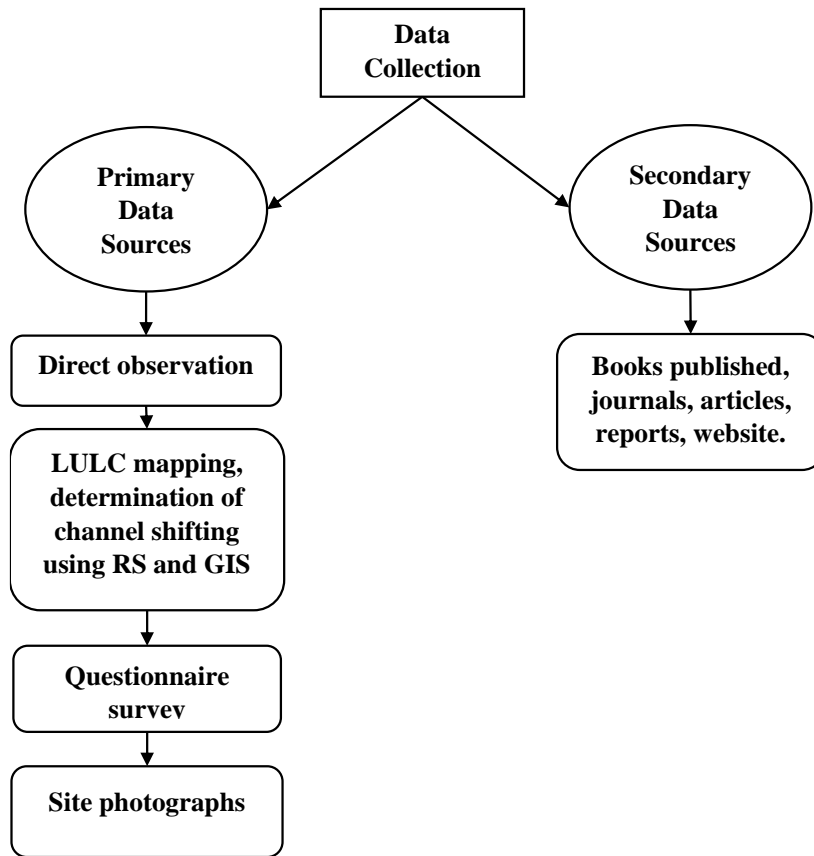 Data
Collection
Primary
Data
Sources
Secondary
Data
Sources
Direct observation
Books published,
journals, articles,
reports, website.
LULC mapping,
determination of
channel shifting
using RS and GIS
Questionnaire
survey
Site photographs